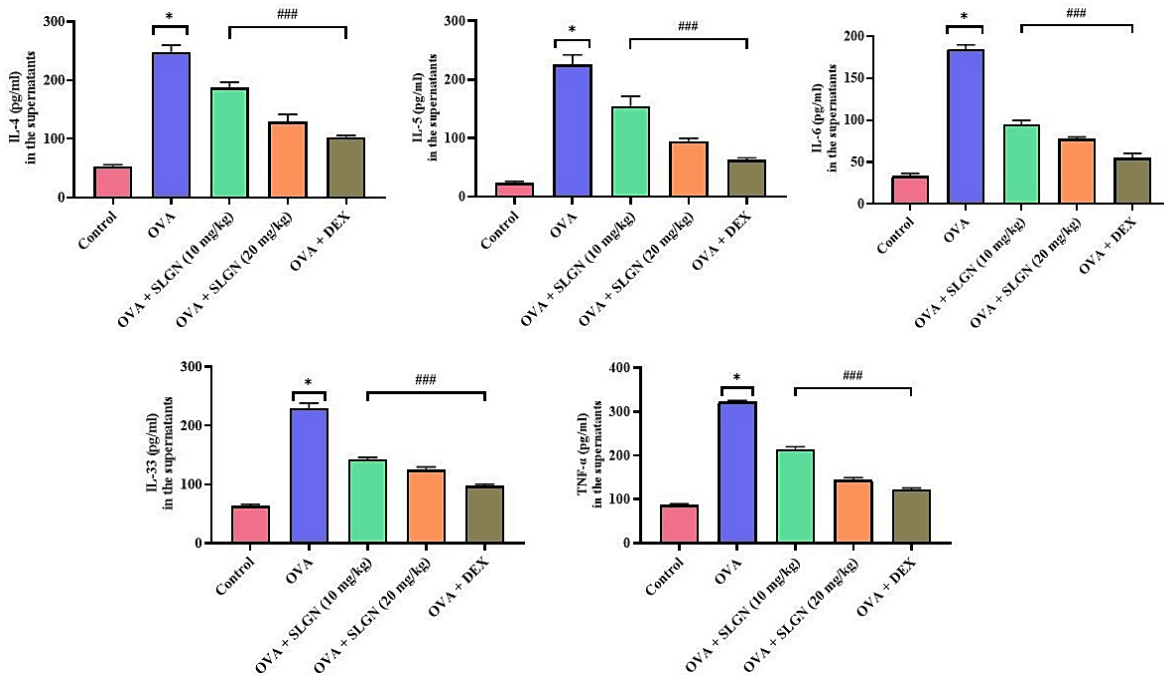 IL-4 (pg/ml)
in the supernatants
300
200
100
0
*
###
Control
OVA
OVA + SLGN (10 mg/kg)
OVA + SLGN (20 mg/kg)
OVA + DEX
IL-5 (pg/ml)
in the supernatants
300
200
100
0
*
###
Control
OVA
OVA + SLGN (10 mg/kg)
OVA + SLGN (20 mg/kg)
OVA + DEX
IL-6 (pg/ml)
in the supernatants
200
150
100
50
0
*
###
Control
OVA
OVA + SLGN (10 mg/kg)
OVA + SLGN (20 mg/kg)
OVA + DEX
IL-33 (pg/ml)
in the supernatants
300
200
100
0
*
###
Control
OVA
OVA + SLGN (10 mg/kg)
OVA + SLGN (20 mg/kg)
OVA + DEX
TNF-α (pg/ml)
in the supernatants
400
300
200
100
0
*
###
Control
OVA
OVA + SLGN (10 mg/kg)
OVA + SLGN (20 mg/kg)
OVA + DEX